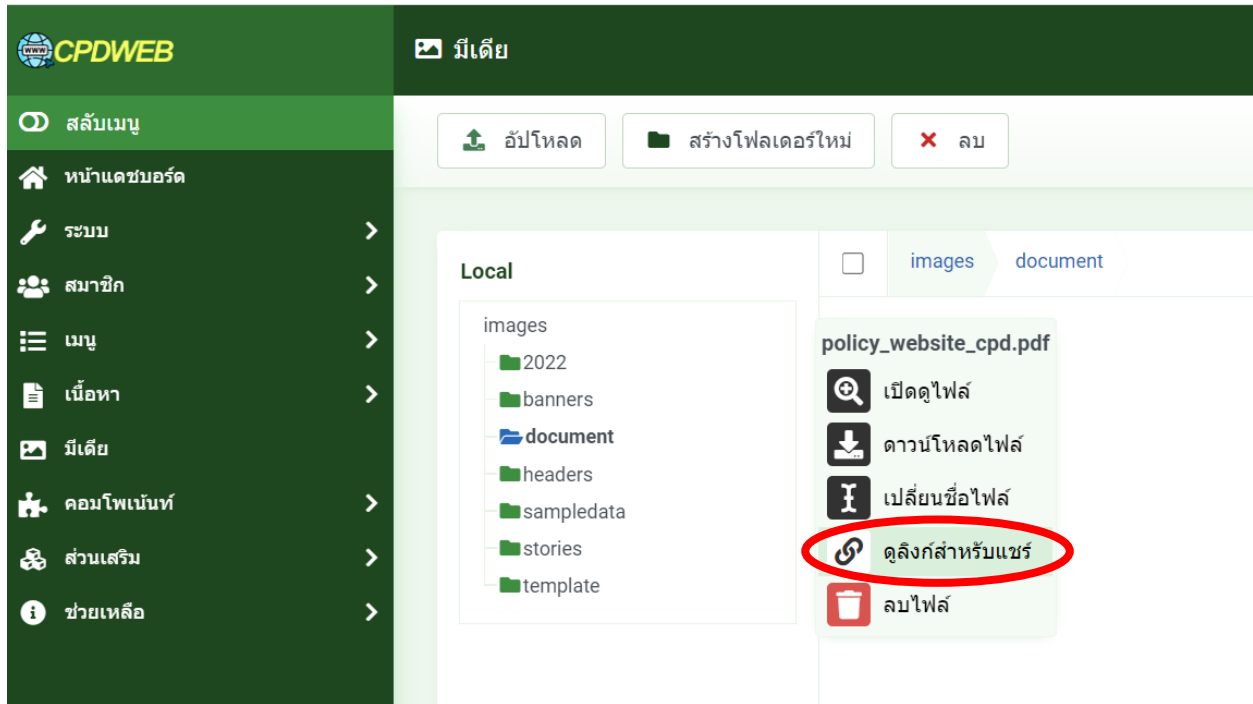 www
CPDWEB
มีเดีย
สลับเมนู
หน้าแดชบอร์ด
ระบบ
สมาชิก
เมนู
เนื้อหา
มีเดีย
คอมโพเน้นท์
ส่วนเสริม
ช่วยเหลือ
อัปโหลด
สร้างโฟลเดอร์ใหม่
ลบ
Local
images
2022
banners
document
headers
sampledata
stories
template
images document
policy_website_cpd.pdf
เปิดดูไฟล์
ดาวน์โหลดไฟล์
เปลี่ยนชื่อไฟล์
ดูลิงก์สำหรับแชร์
ลบไฟล์